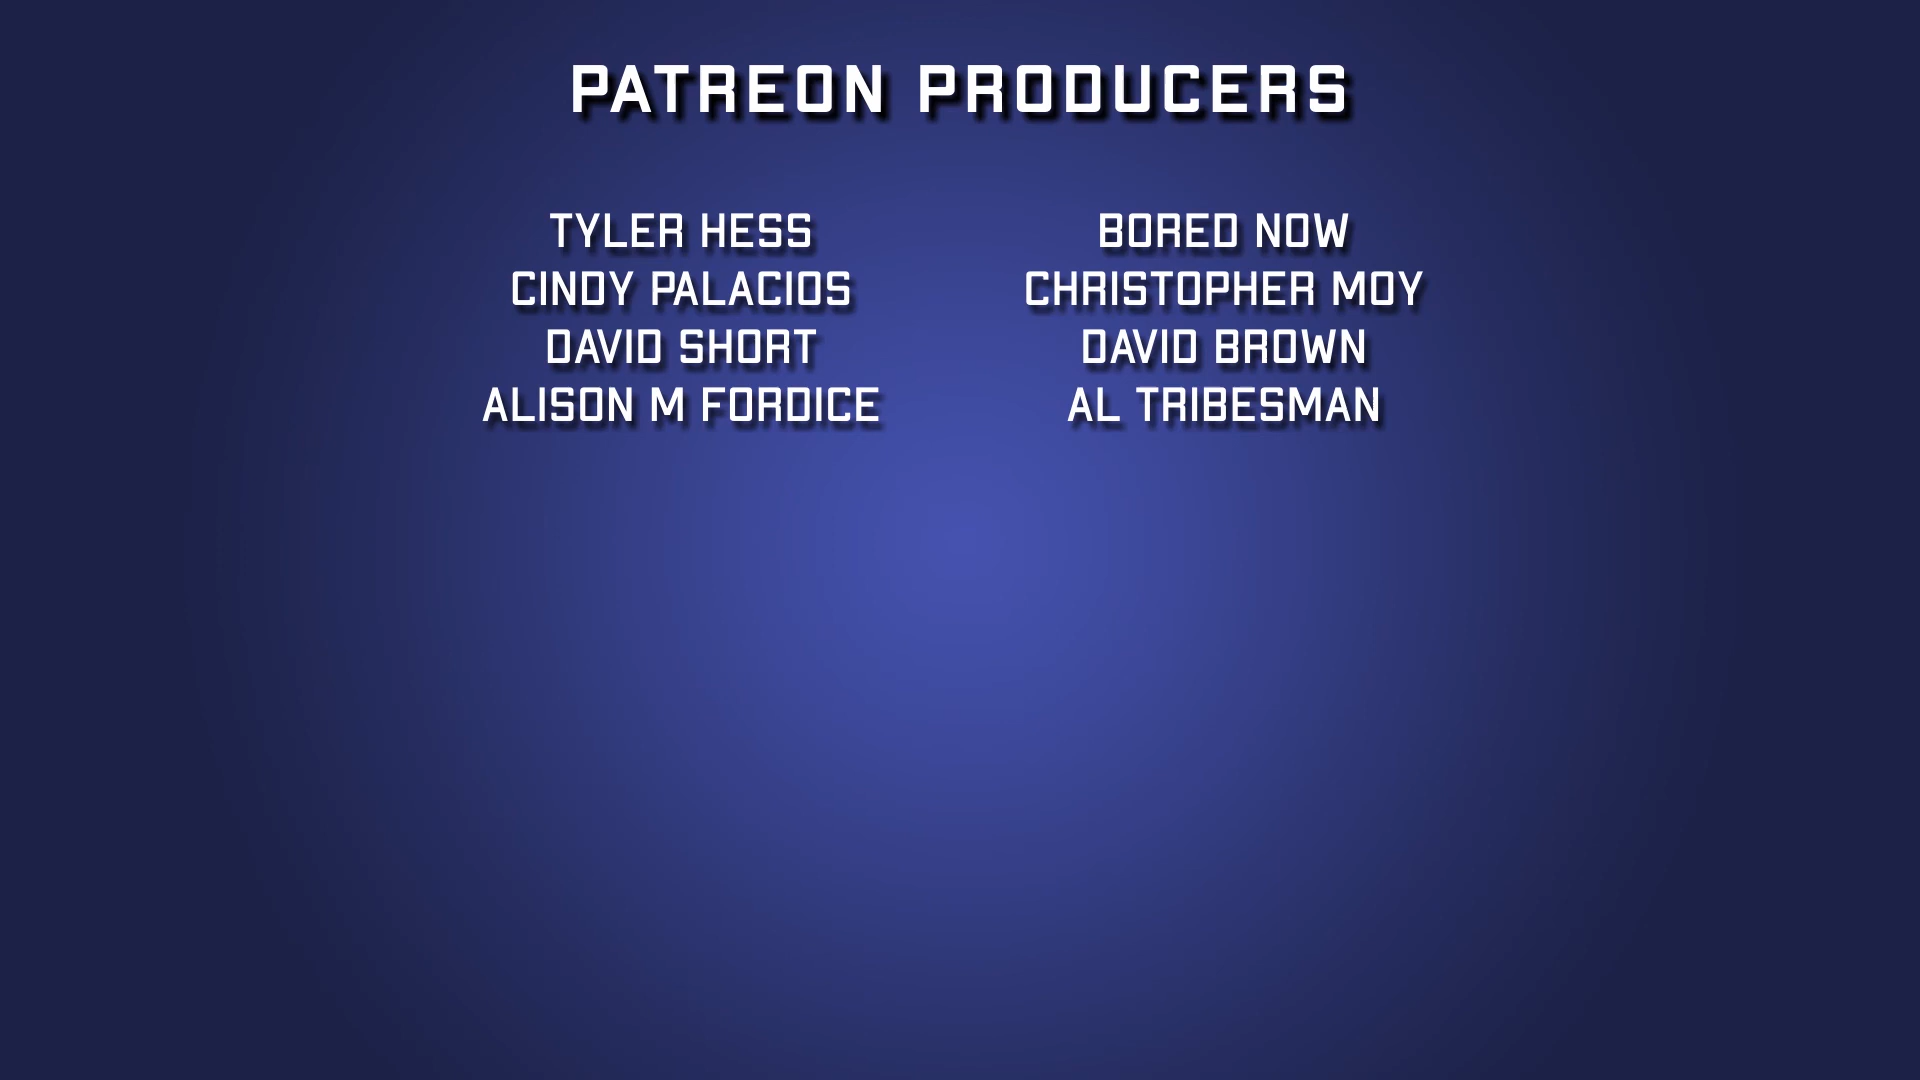 PATREON PRODUCERS
TYLER HESS
CINDY PALACIOS
DAVID SHORT
ALISON M FORDICE
BORED NOW
CHRISTOPHER MOY
DAVID BROWN
AL TRIBESMAN